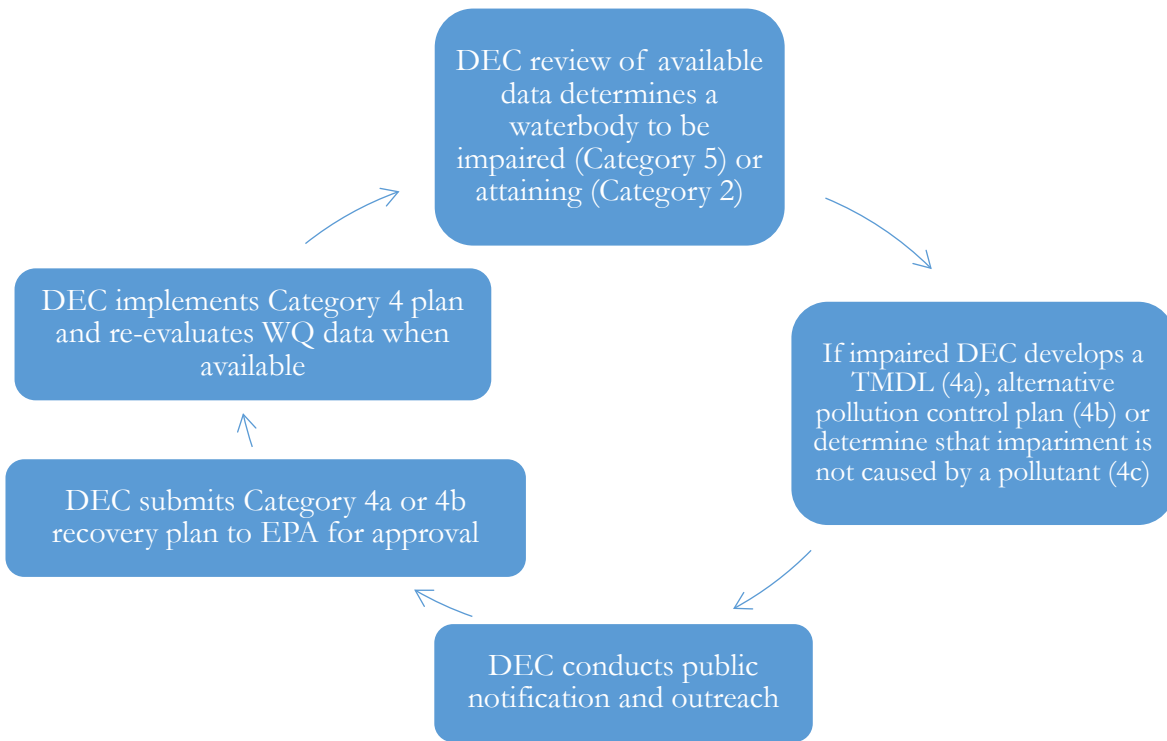 DEC review of available
data determines a
waterbody to be
impaired (Category 5) or
attaining (Category 2)
If impaired DEC develops a
TMDL (4a), alternative
pollution control plan (4b) or
determine sthat impariment is
not caused by a pollutant (4c)
DEC conducts public
notification and outreach
DEC submits Category 4a or 4b
recovery plan to EPA for approval
DEC implements Category 4 plan
and re-evaluates WQ data when
available